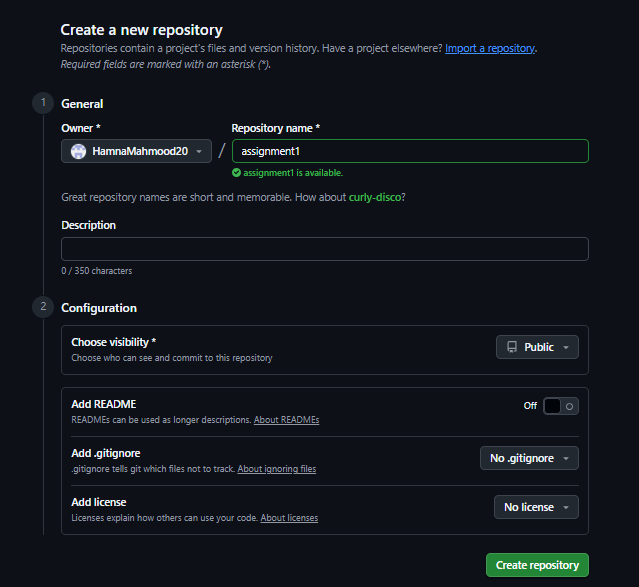 Create a new repository
Repositories contain a project's files and version history. Have a project elsewhere? Import a repository.
Required fields are marked with an asterisk (*).
1 General
Owner * Repository name *
HamnaMahmood20 / assignment1
assignment1 is available.
Great repository names are short and memorable. How about curly-disco?
Description
0 / 350 characters
2 Configuration
Choose visibility *
Choose who can see and commit to this repository
Public
Add README
READMEs can be used as longer descriptions. About READMEs
Off
Add .gitignore
.gitignore tells git which files not to track. About ignoring files
No .gitignore
Add license
Licenses explain how others can use your code. About licenses
No license
Create repository